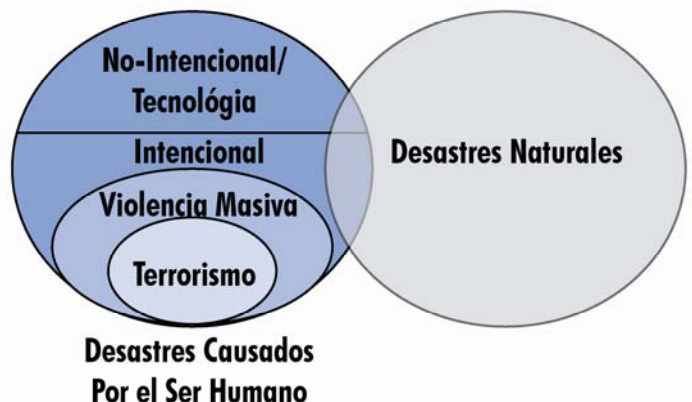 No-Intencional/
Tecnológia
Intencional
Desastres Naturales
Violencia Masiva
Terrorismo
Desastres Causados
Por el Ser Humano